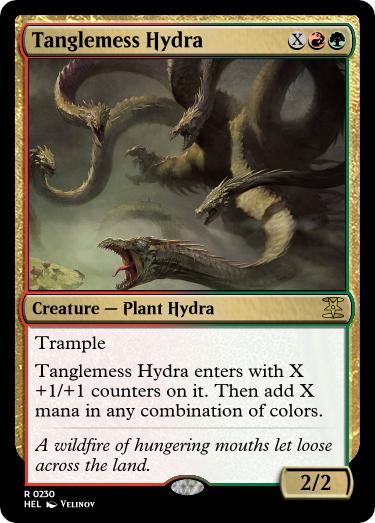 Tanglemess Hydra X
Creature — Plant Hydra
Trample
Tanglemess Hydra enters with X
+1/+1 counters on it. Then add X
mana in any combination of colors.
A wildfire of hungering mouths let loose
across the land.
2/2
R 0230
HEL VELINOV